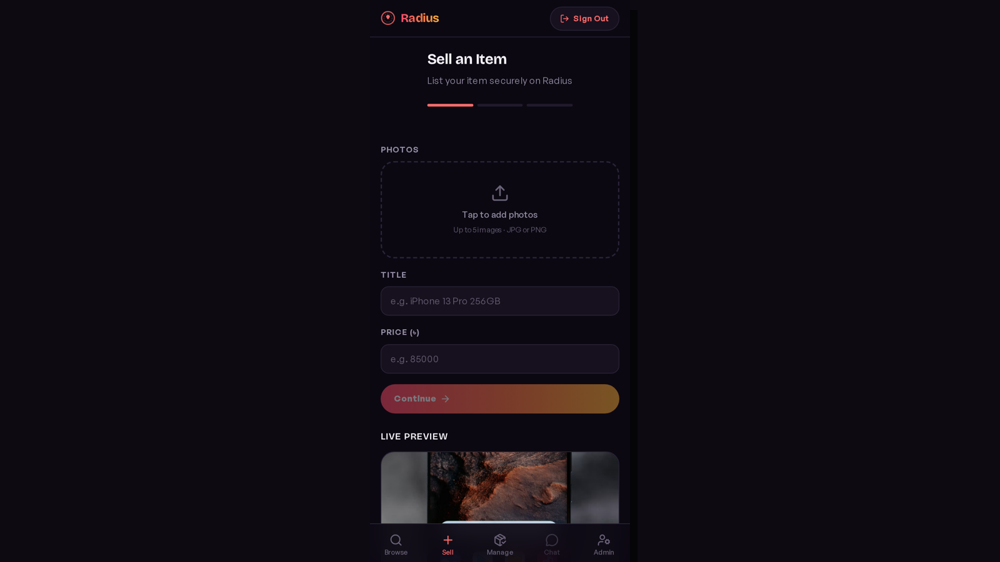 Radius
Sign Out
Sell an Item
List your item securely on Radius
PHOTOS
Tap to add photos
Up to 5 images · JPG or PNG
TITLE
e.g. iPhone 13 Pro 256GB
PRICE (৳)
e.g. 85000
Continue →
LIVE PREVIEW
Browse
Sell
Manage
Chat
Admin